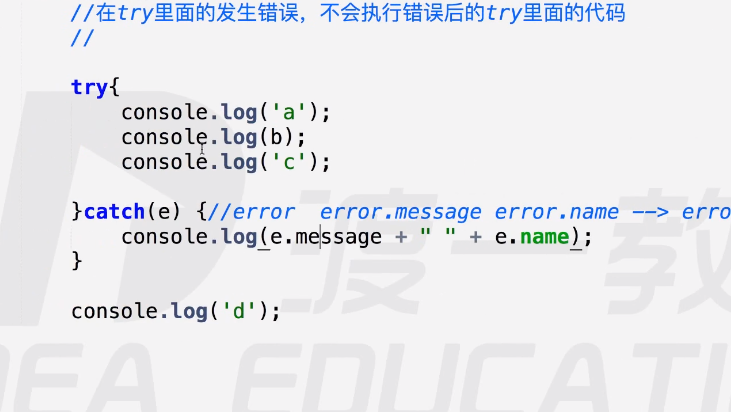 //在try里面的发生错误，不会执行错误后的try里面的代码
//
try{
console.log('a');
console.log(b);
console.log('c');
}catch(e) {//error  error.message error.name --> erro
console.log(e.message + " " + e.name);
}
console.log('d');
渡一教
DEA EDUCATI